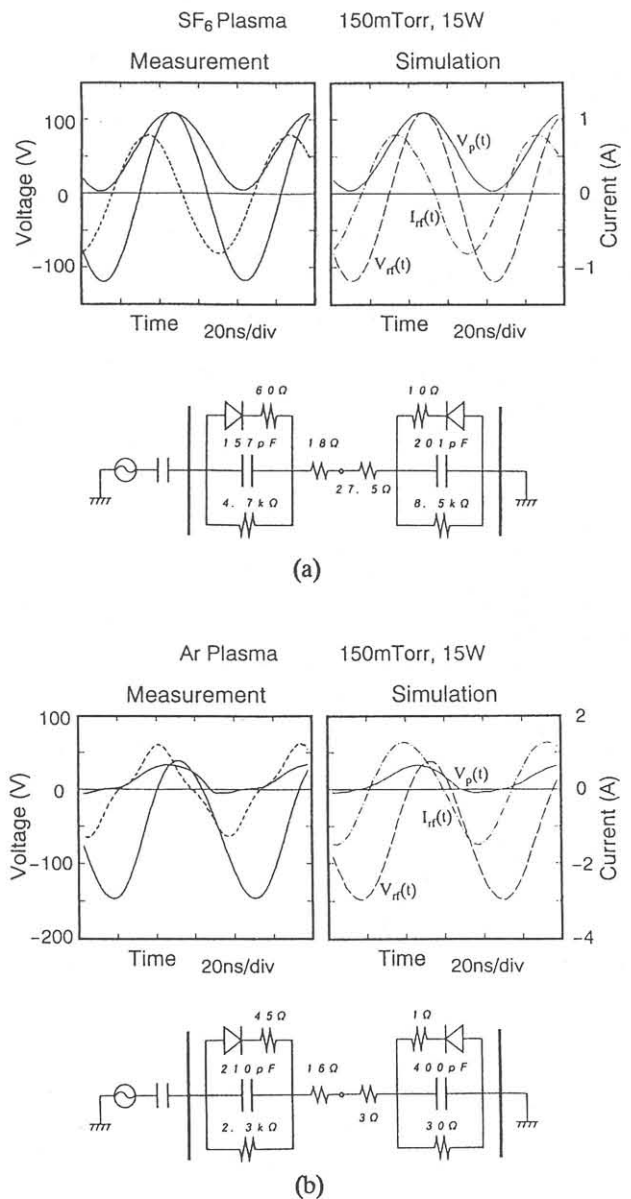 SF6 Plasma 150mTorr, 15W
Measurement Simulation
Voltage (V)
100
0
-100
Vp(t)
Irf(t)
Vrf(t)
1
0
-1
Current (A)
Time 20ns/div Time 20ns/div
60Ω 10Ω
157pF 18Ω 201pF
4.7kΩ 27.5Ω 8.5kΩ
(a)
Ar Plasma 150mTorr, 15W
Measurement Simulation
Voltage (V)
100
0
-100
-200
Vp(t)
Irf(t)
Vrf(t)
2
0
-2
-4
Current (A)
Time 20ns/div Time 20ns/div
45Ω 1Ω
210pF 16Ω 400pF
2.3kΩ 3Ω 30Ω
(b)